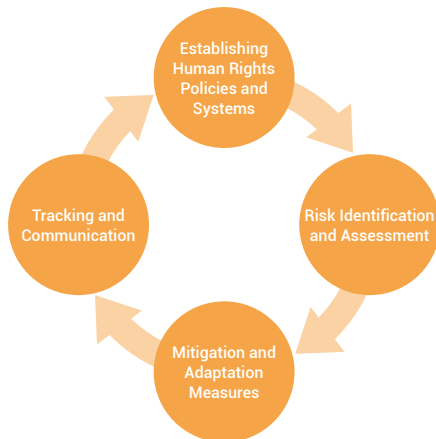 Establishing
Human Rights
Policies and
Systems
Risk Identification
and Assessment
Mitigation and
Adaptation
Measures
Tracking and
Communication